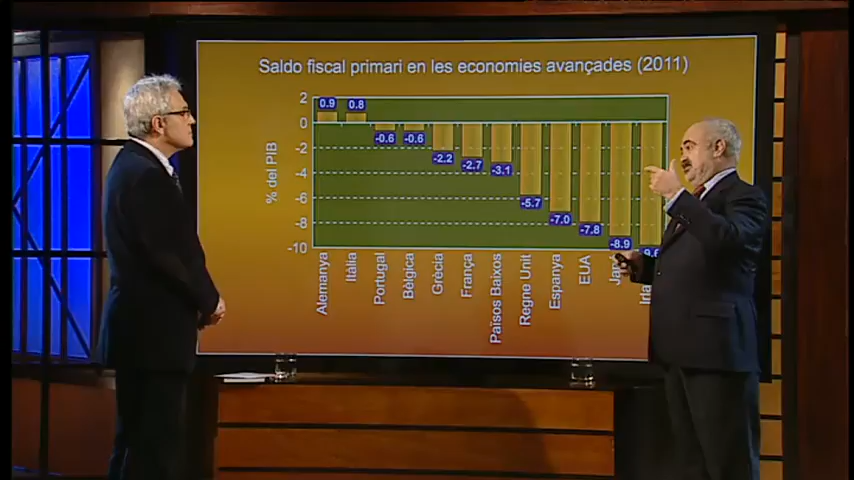 Saldo fiscal primari en les economies avançades (2011)
% del PIB
2
0
-2
-4
-6
-8
-10
0.9
0.8
-0.6
-0.6
-2.2
-2.7
-3.1
-5.7
-7.0
-7.8
-8.9
Alemanya
Itàlia
Portugal
Bèlgica
Grècia
França
Països Baixos
Regne Unit
Espanya
EUA